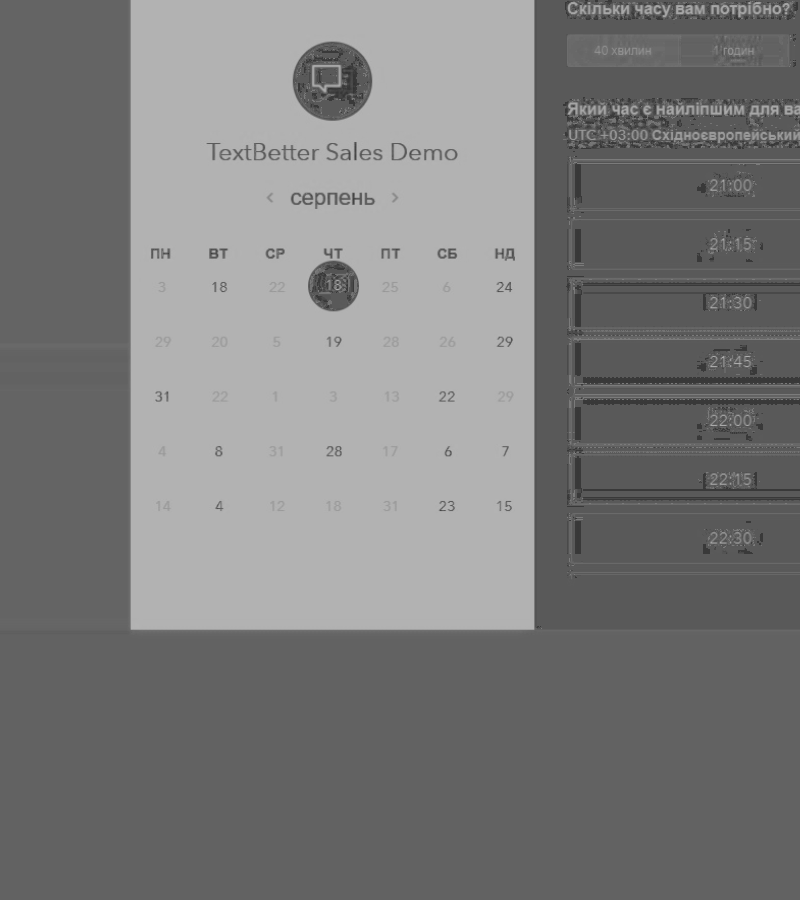 TextBetter Sales Demo
‹ серпень ›
ПН ВТ СР ЧТ ПТ СБ НД
3 18 22 18 25 6 24
29 20 5 19 28 26 29
31 22 1 3 13 22 29
4 8 31 28 17 6 7
14 4 12 18 31 23 15
Скільки часу вам потрібно?
40 хвилин 1 годин
Який час є найліпшим для ва
UTC +03:00 Східноєвропейський
21:00
21:15
21:30
21:45
22:00
22:15
22:30